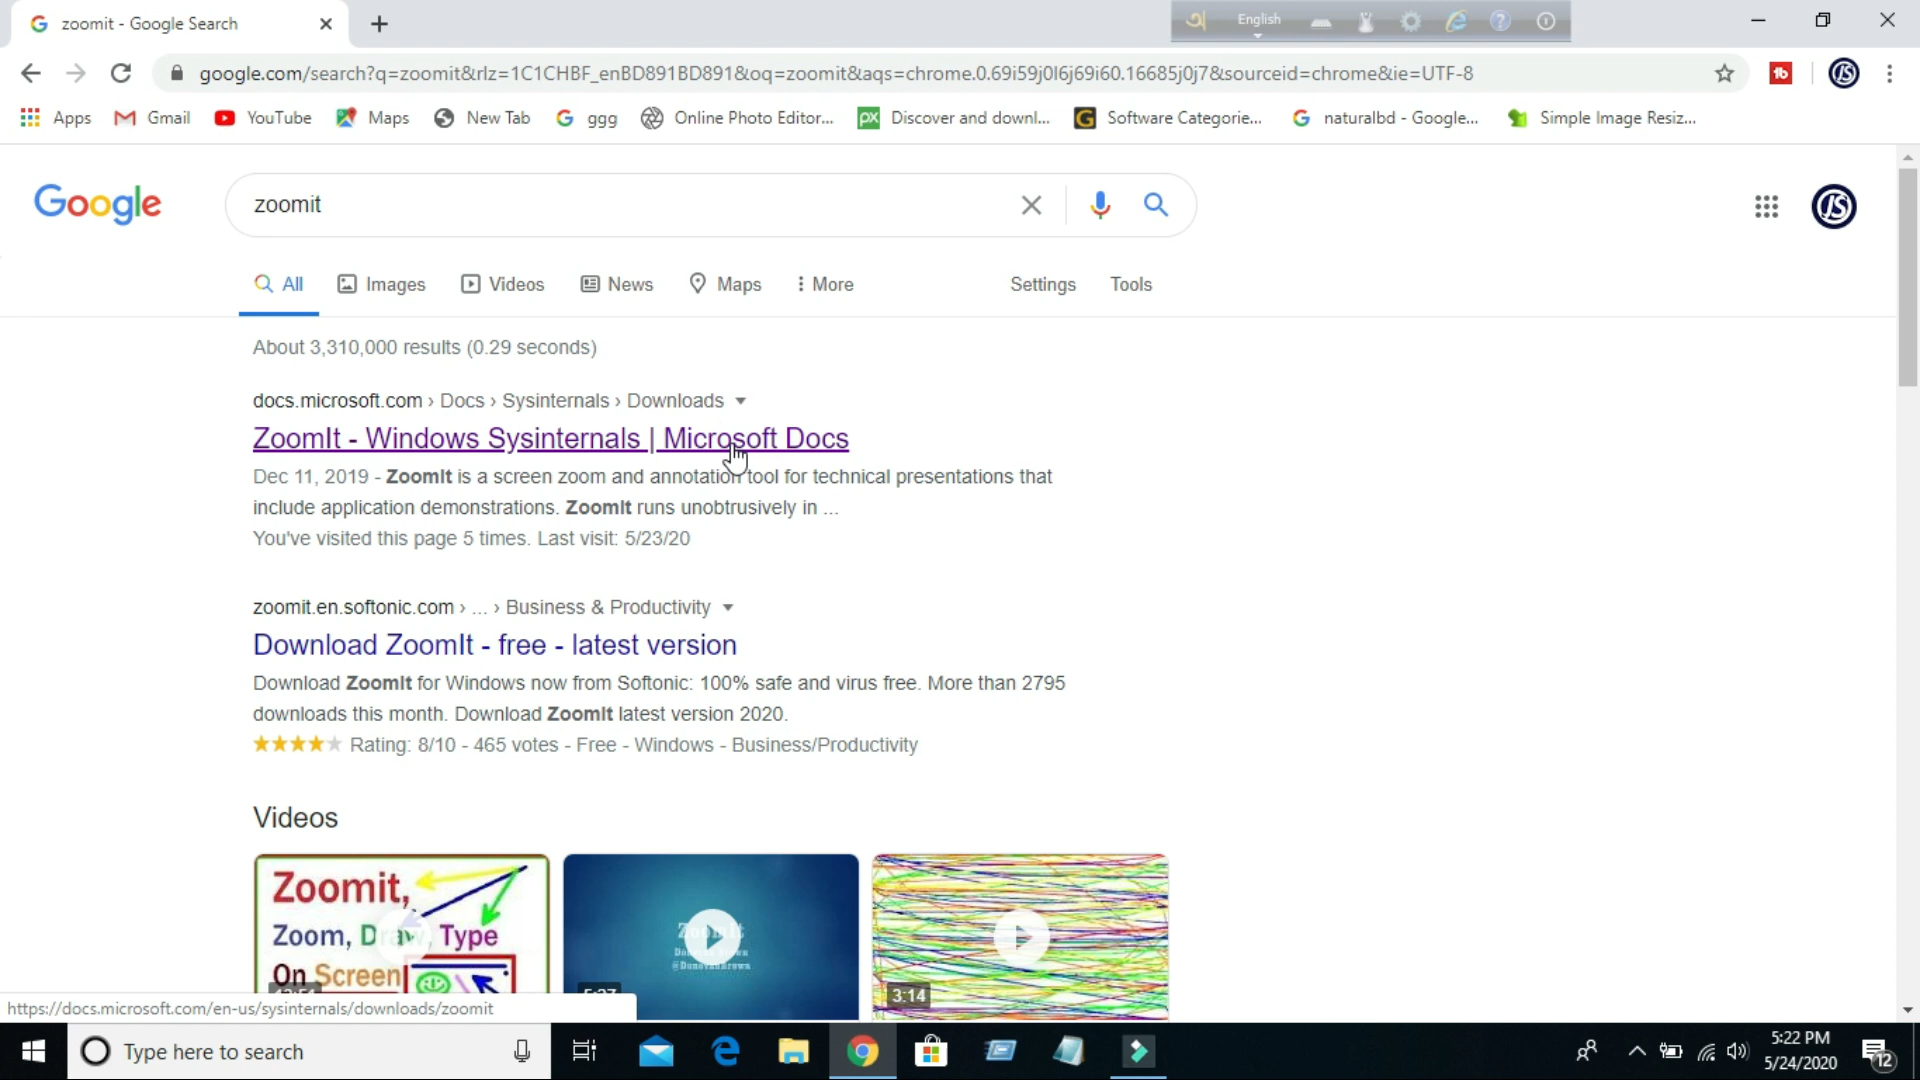 zoomit - Google Search
English
google.com/search?q=zoomit&rlz=1C1CHBF_enBD891BD891&oq=zoomit&aqs=chrome.0.69i59j0l6j69i60.16685j0j7&sourceid=chrome&ie=UTF-8
Apps Gmail YouTube Maps New Tab ggg Online Photo Editor... Discover and downl... Software Categorie... naturalbd - Google... Simple Image Resiz...
Google
zoomit
All Images Videos News Maps More Settings Tools
About 3,310,000 results (0.29 seconds)
docs.microsoft.com › Docs › Sysinternals › Downloads
ZoomIt - Windows Sysinternals | Microsoft Docs
Dec 11, 2019 - ZoomIt is a screen zoom and annotation tool for technical presentations that
include application demonstrations. ZoomIt runs unobtrusively in ...
You've visited this page 5 times. Last visit: 5/23/20
zoomit.en.softonic.com › ... › Business & Productivity
Download ZoomIt - free - latest version
Download ZoomIt for Windows now from Softonic: 100% safe and virus free. More than 2795
downloads this month. Download ZoomIt latest version 2020.
Rating: 8/10 - 465 votes - Free - Windows - Business/Productivity
Videos
Zoomit,
Zoom, Draw, Type
On Screen
3:14
https://docs.microsoft.com/en-us/sysinternals/downloads/zoomit
Type here to search
5:22 PM
5/24/2020
12